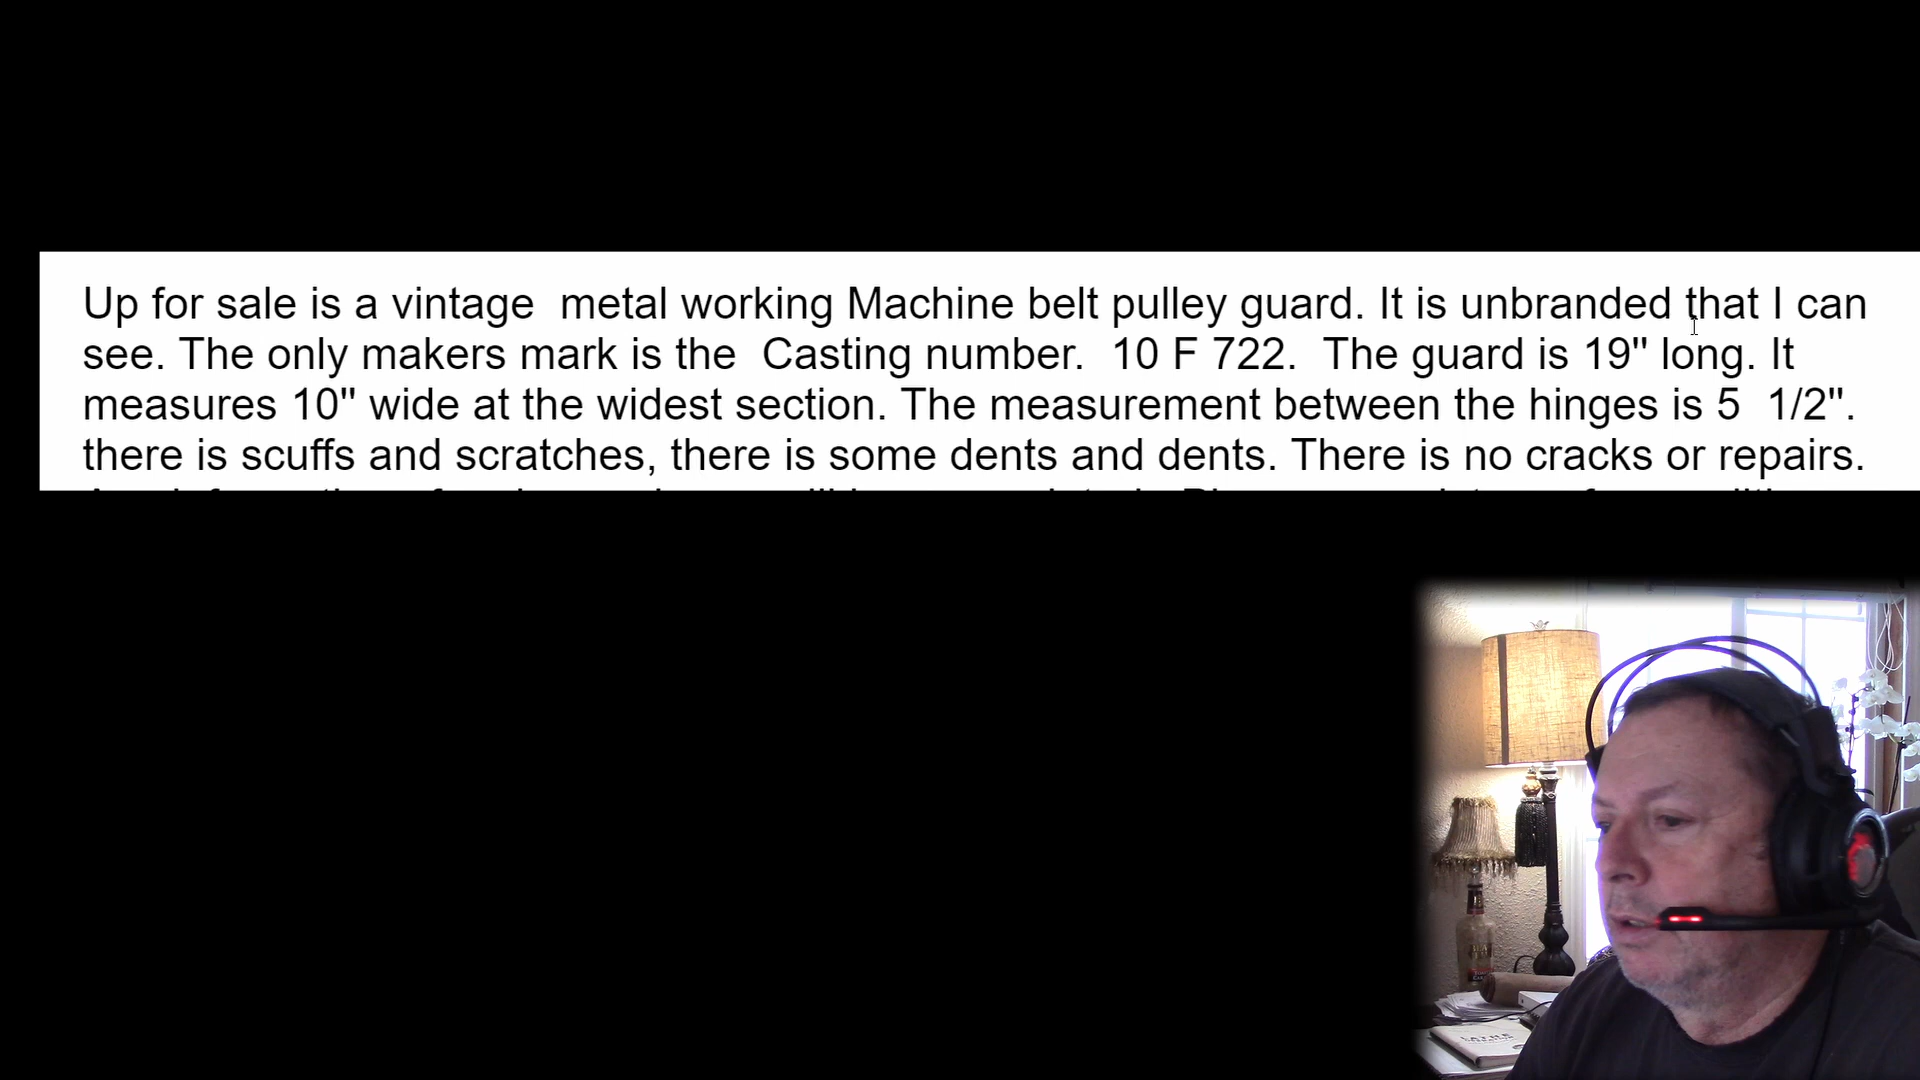 Up for sale is a vintage  metal working Machine belt pulley guard. It is unbranded that I can
see. The only makers mark is the  Casting number.  10 F 722.  The guard is 19" long. It
measures 10" wide at the widest section. The measurement between the hinges is 5  1/2".
there is scuffs and scratches, there is some dents and dents. There is no cracks or repairs.
LATHE